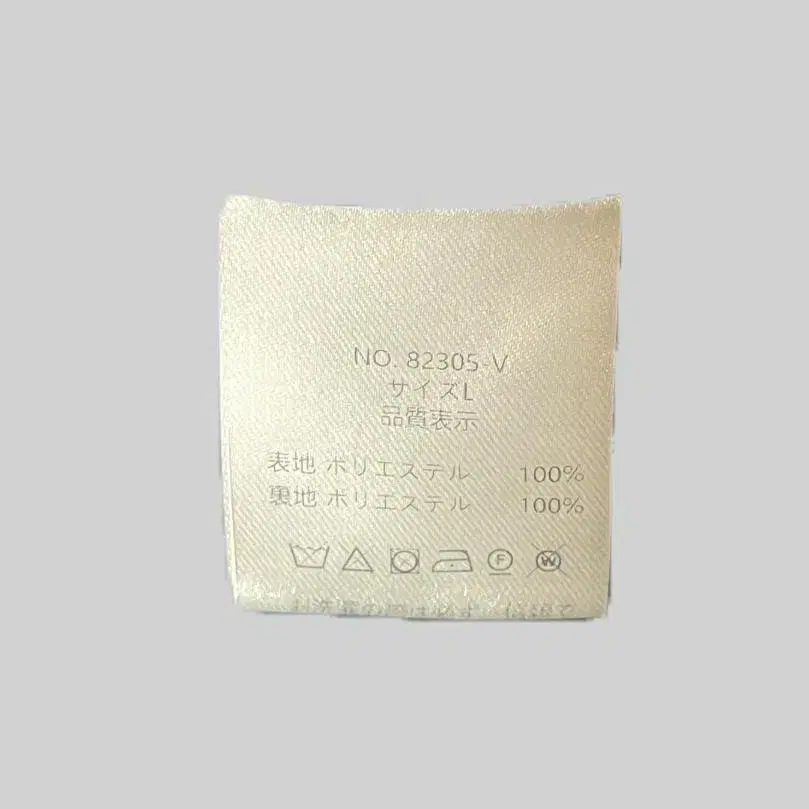 NO. 82305-V
サイズL
品質表示
表地 ポリエステル 100%
裏地 ポリエステル 100%
F W